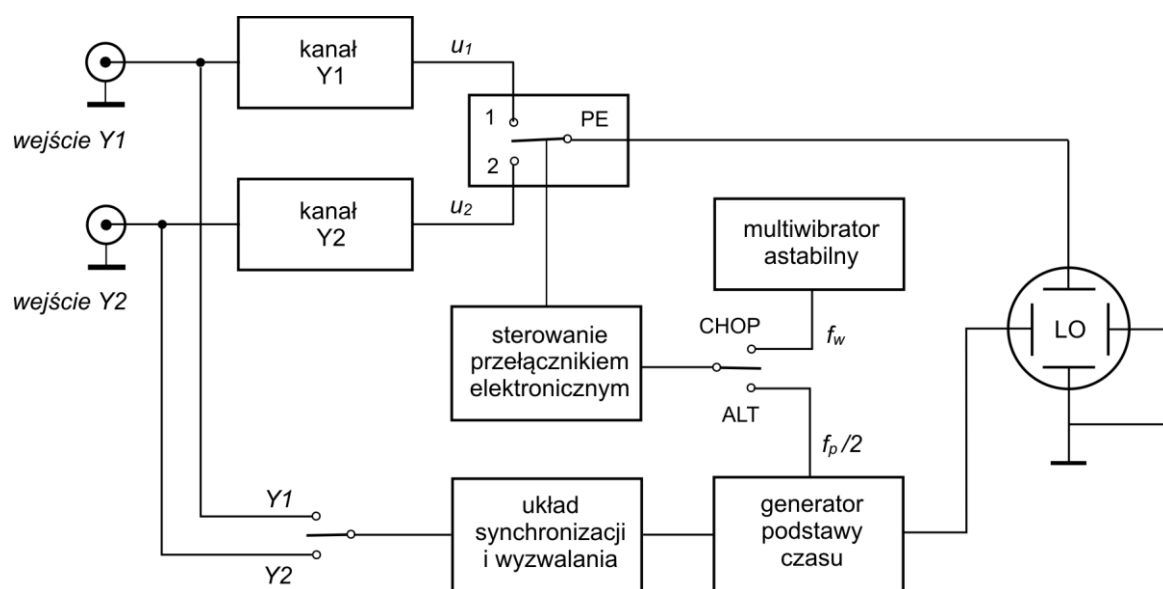 kanał
Y1
u1
wejście Y1
1
PE
2
kanał
Y2
u2
wejście Y2
multiwibrator
astabilny
CHOP
fw
LO
sterowanie
przełącznikiem
elektronicznym
ALT
fp/2
Y1
układ
synchronizacji
i wyzwalania
generator
podstawy
czasu
Y2